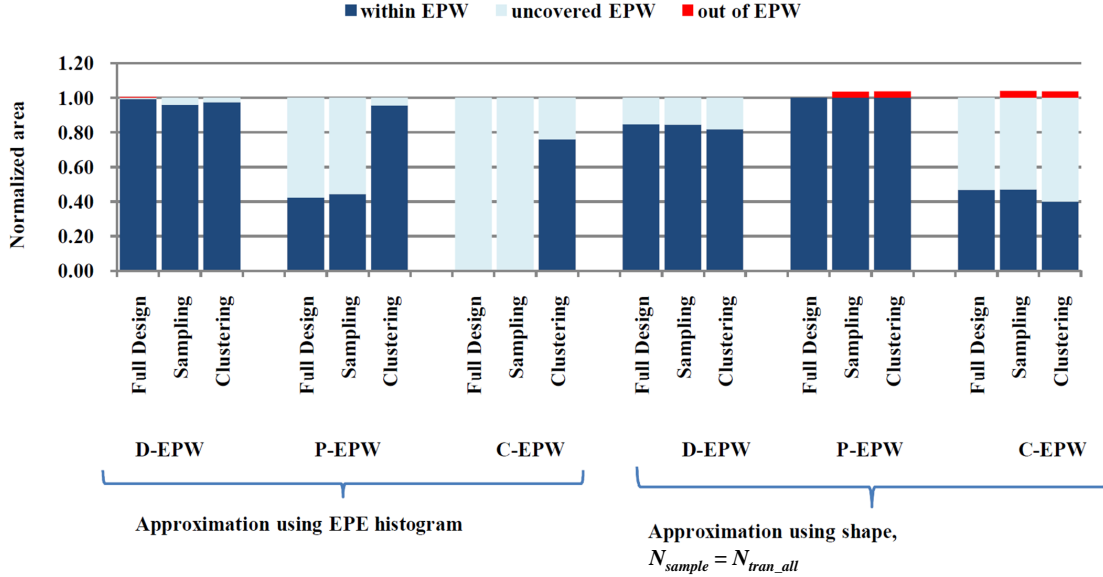 within EPW uncovered EPW out of EPW
Normalized area
1.20
1.00
0.80
0.60
0.40
0.20
0.00
Full Design
Sampling
Clustering
Full Design
Sampling
Clustering
Full Design
Sampling
Clustering
Full Design
Sampling
Clustering
Full Design
Sampling
Clustering
Full Design
Sampling
Clustering
D-EPW P-EPW C-EPW D-EPW P-EPW C-EPW
Approximation using EPE histogram
Approximation using shape,
N_sample = N_tran_all